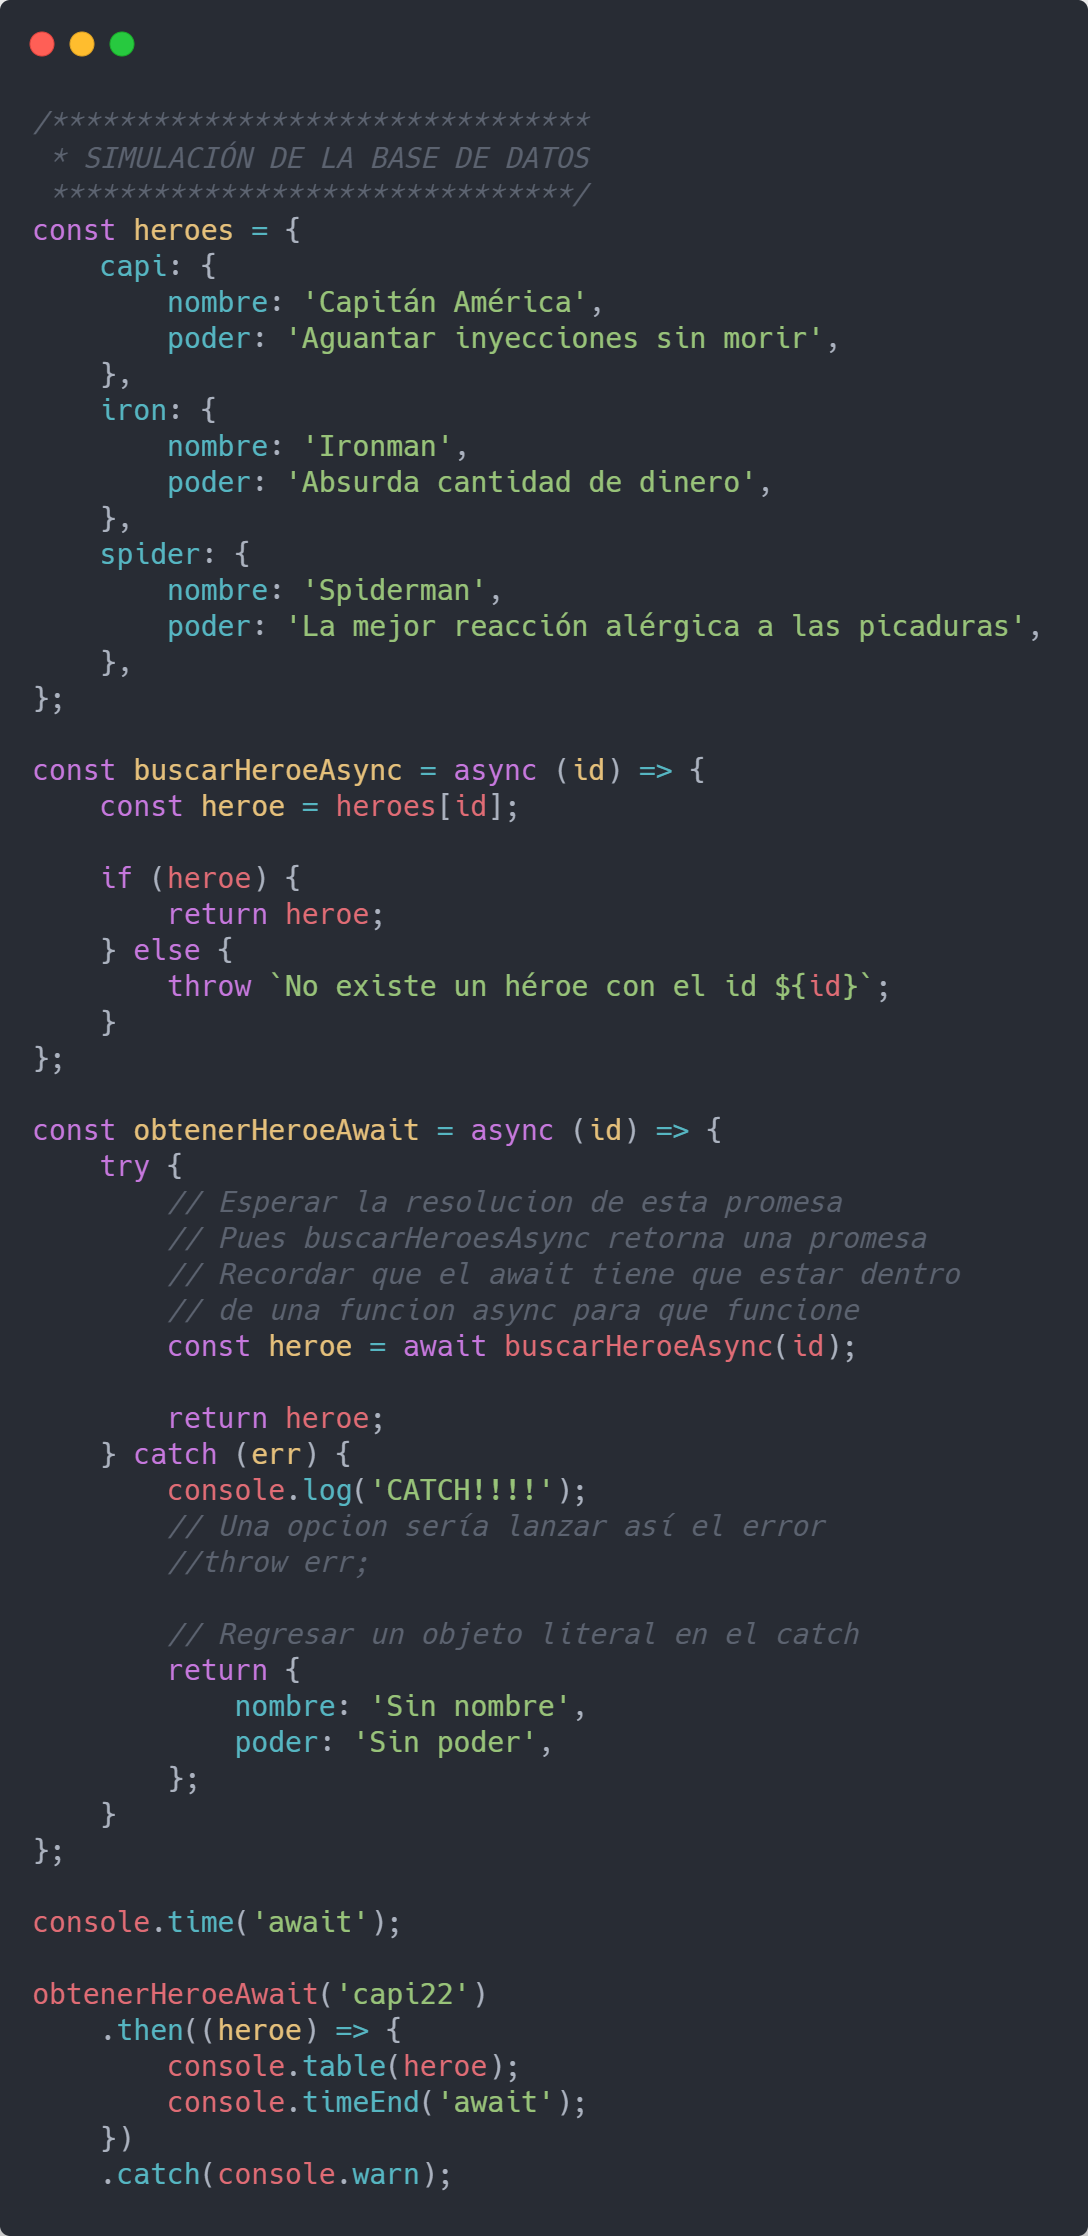 /********************************
 * SIMULACIÓN DE LA BASE DE DATOS
 *******************************/
const heroes = {
    capi: {
        nombre: 'Capitán América',
        poder: 'Aguantar inyecciones sin morir',
    },
    iron: {
        nombre: 'Ironman',
        poder: 'Absurda cantidad de dinero',
    },
    spider: {
        nombre: 'Spiderman',
        poder: 'La mejor reacción alérgica a las picaduras',
    },
};

const buscarHeroeAsync = async (id) => {
    const heroe = heroes[id];

    if (heroe) {
        return heroe;
    } else {
        throw `No existe un héroe con el id ${id}`;
    }
};

const obtenerHeroeAwait = async (id) => {
    try {
        // Esperar la resolucion de esta promesa
        // Pues buscarHeroesAsync retorna una promesa
        // Recordar que el await tiene que estar dentro
        // de una funcion async para que funcione
        const heroe = await buscarHeroeAsync(id);

        return heroe;
    } catch (err) {
        console.log('CATCH!!!!');
        // Una opcion sería lanzar así el error
        //throw err;

        // Regresar un objeto literal en el catch
        return {
            nombre: 'Sin nombre',
            poder: 'Sin poder',
        };
    }
};

console.time('await');

obtenerHeroeAwait('capi22')
    .then((heroe) => {
        console.table(heroe);
        console.timeEnd('await');
    })
    .catch(console.warn);